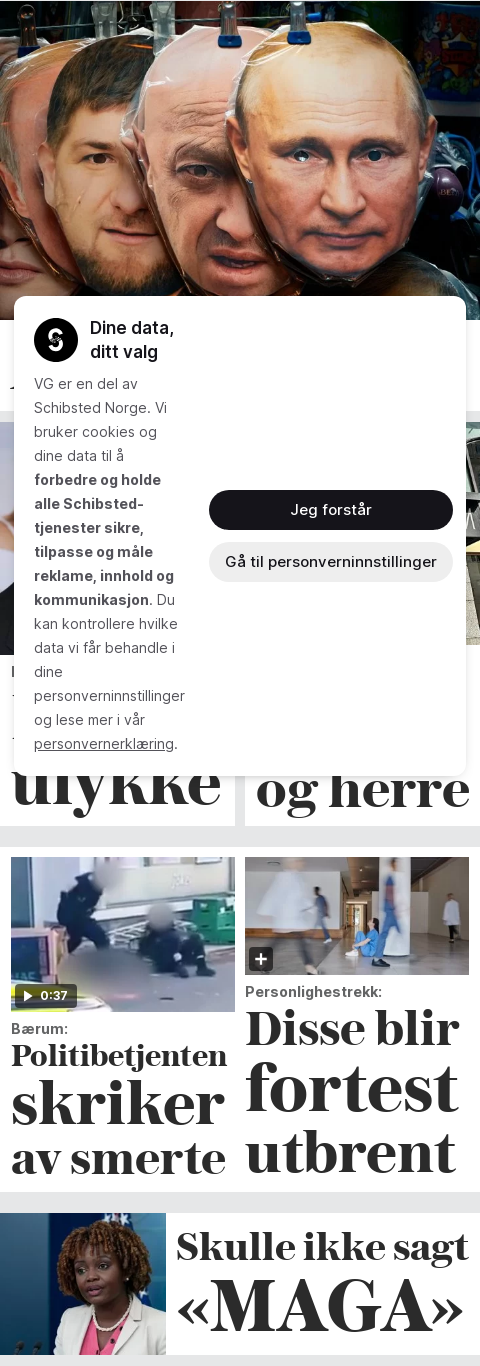 Dine data,
ditt valg
VG er en del av
Schibsted Norge. Vi
bruker cookies og
dine data til å
forbedre og holde
alle Schibsted-
tjenester sikre,
tilpasse og måle
reklame, innhold og
kommunikasjon. Du
kan kontrollere hvilke
data vi får behandle i
dine
personverninnstillinger
og lese mer i vår
personvernerklæring.
Jeg forstår
Gå til personverninnstillinger
ulykke
og herre
0:37
Bærum:
Politibetjenten
skriker
av smerte
Personlighestrekk:
Disse blir
fortest
utbrent
Skulle ikke sagt
«MAGA»